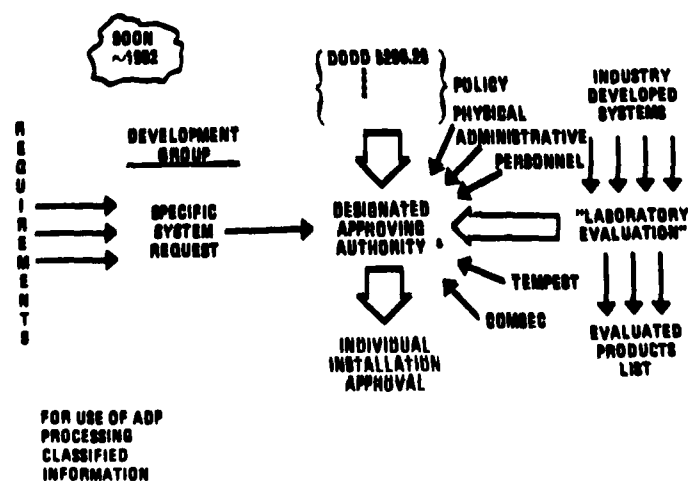 SOON
~1982
DODD 5200.28
POLICY
PHYSICAL
ADMINISTRATIVE
PERSONNEL
INDUSTRY
DEVELOPED
SYSTEMS
REQUIREMENTS
DEVELOPMENT
GROUP
SPECIFIC
SYSTEM
REQUEST
DESIGNATED
APPROVING
AUTHORITY
"LABORATORY
EVALUATION"
TEMPEST
COMSEC
INDIVIDUAL
INSTALLATION
APPROVAL
EVALUATED
PRODUCTS
LIST
FOR USE OF ADP
PROCESSING
CLASSIFIED
INFORMATION